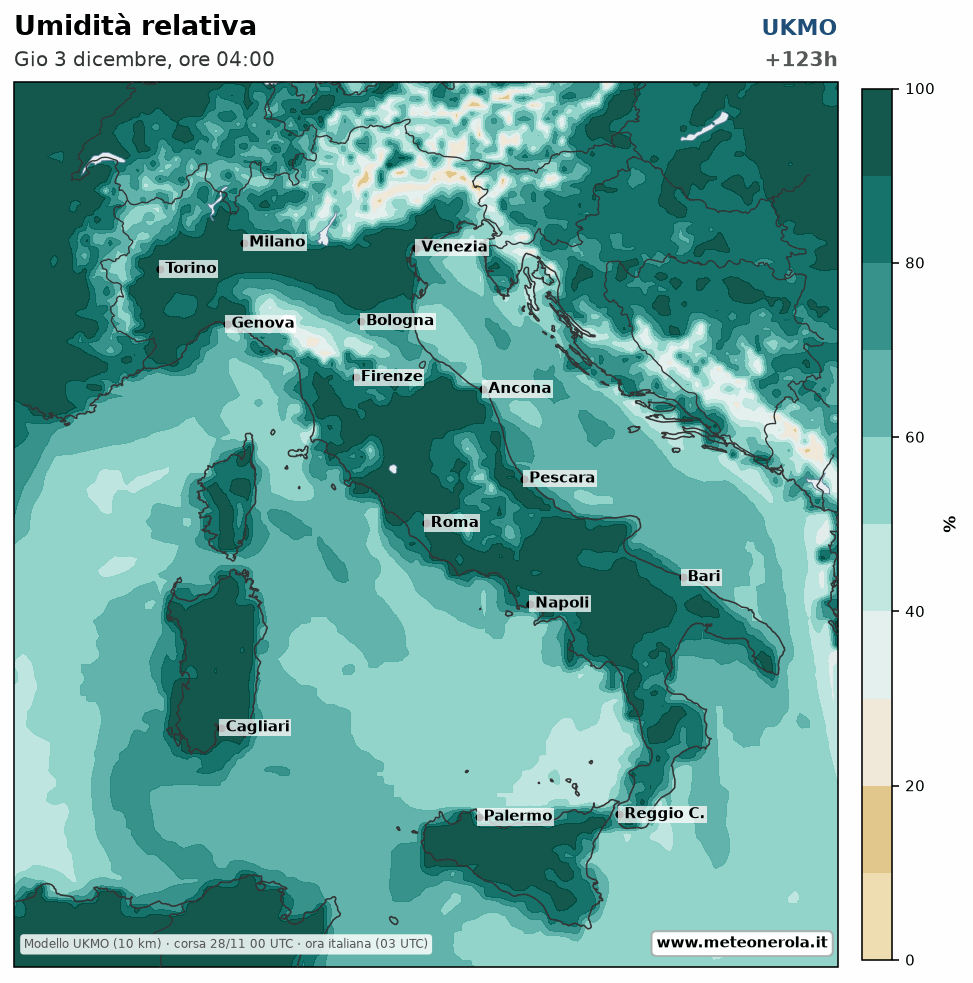 Umidità relativa
UKMO
Gio 3 dicembre, ore 04:00
+123h
100
80
60
40
20
0
%
Milano
Venezia
Torino
Genova
Bologna
Firenze
Ancona
Pescara
Roma
Bari
Napoli
Cagliari
Palermo
Reggio C.
Modello UKMO (10 km) · corsa 28/11 00 UTC · ora italiana (03 UTC)
www.meteonerola.it